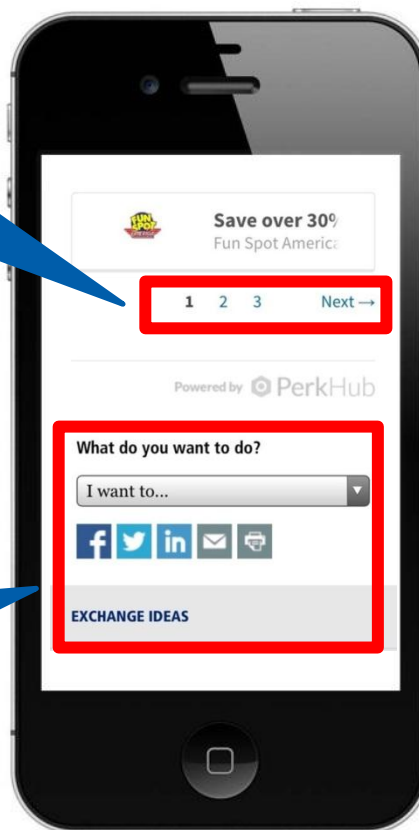 FUN SPOT
Save over 30%
Fun Spot America
1 2 3 Next →
Powered by PerkHub
What do you want to do?
I want to...
f in
EXCHANGE IDEAS